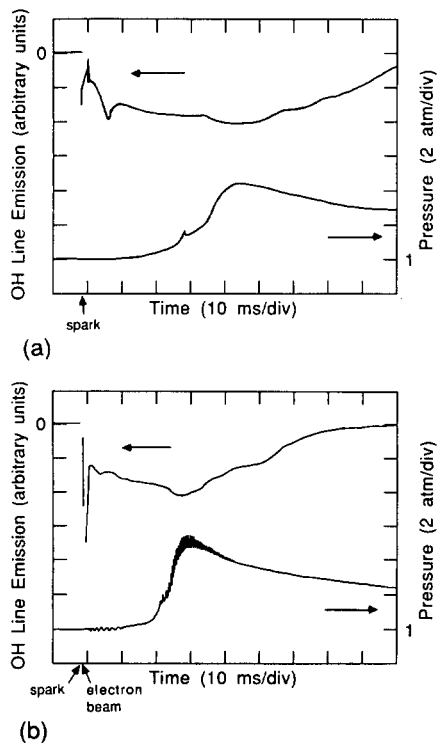 (a)
OH Line Emission (arbitrary units)
0
Pressure (2 atm/div)
1
Time (10 ms/div)
spark
(b)
OH Line Emission (arbitrary units)
0
Pressure (2 atm/div)
1
Time (10 ms/div)
spark
electron
beam